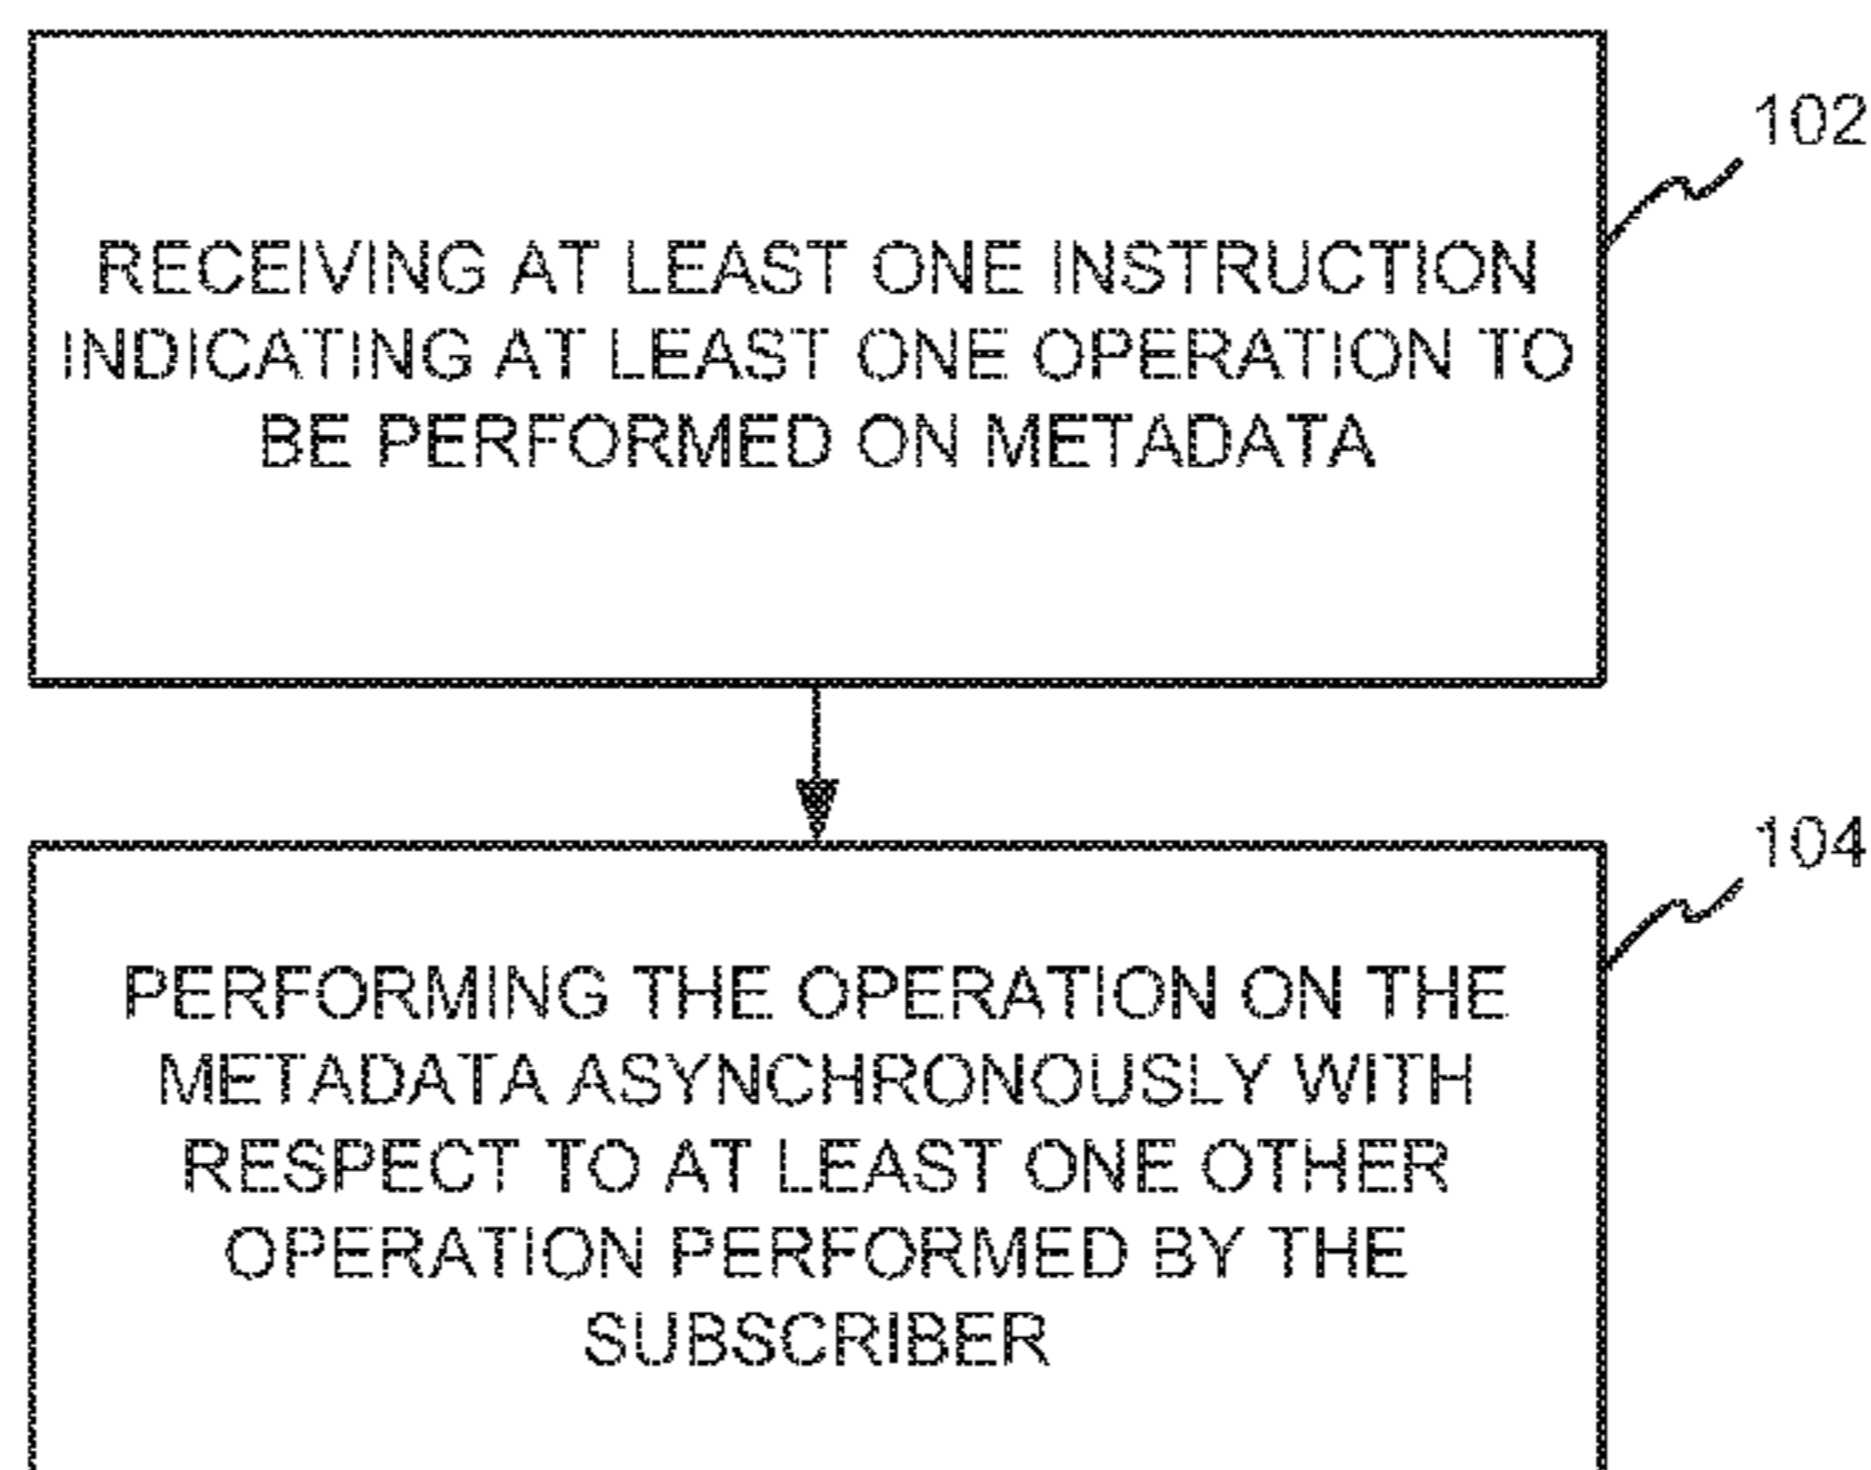 102
RECEIVING AT LEAST ONE INSTRUCTION
INDICATING AT LEAST ONE OPERATION TO
BE PERFORMED ON METADATA
104
PERFORMING THE OPERATION ON THE
METADATA ASYNCHRONOUSLY WITH
RESPECT TO AT LEAST ONE OTHER
OPERATION PERFORMED BY THE
SUBSCRIBER